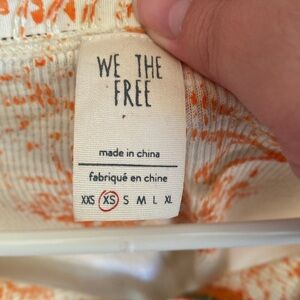 WE THE
FREE
made in china
fabriqué en chine
XXS XS S M L XL